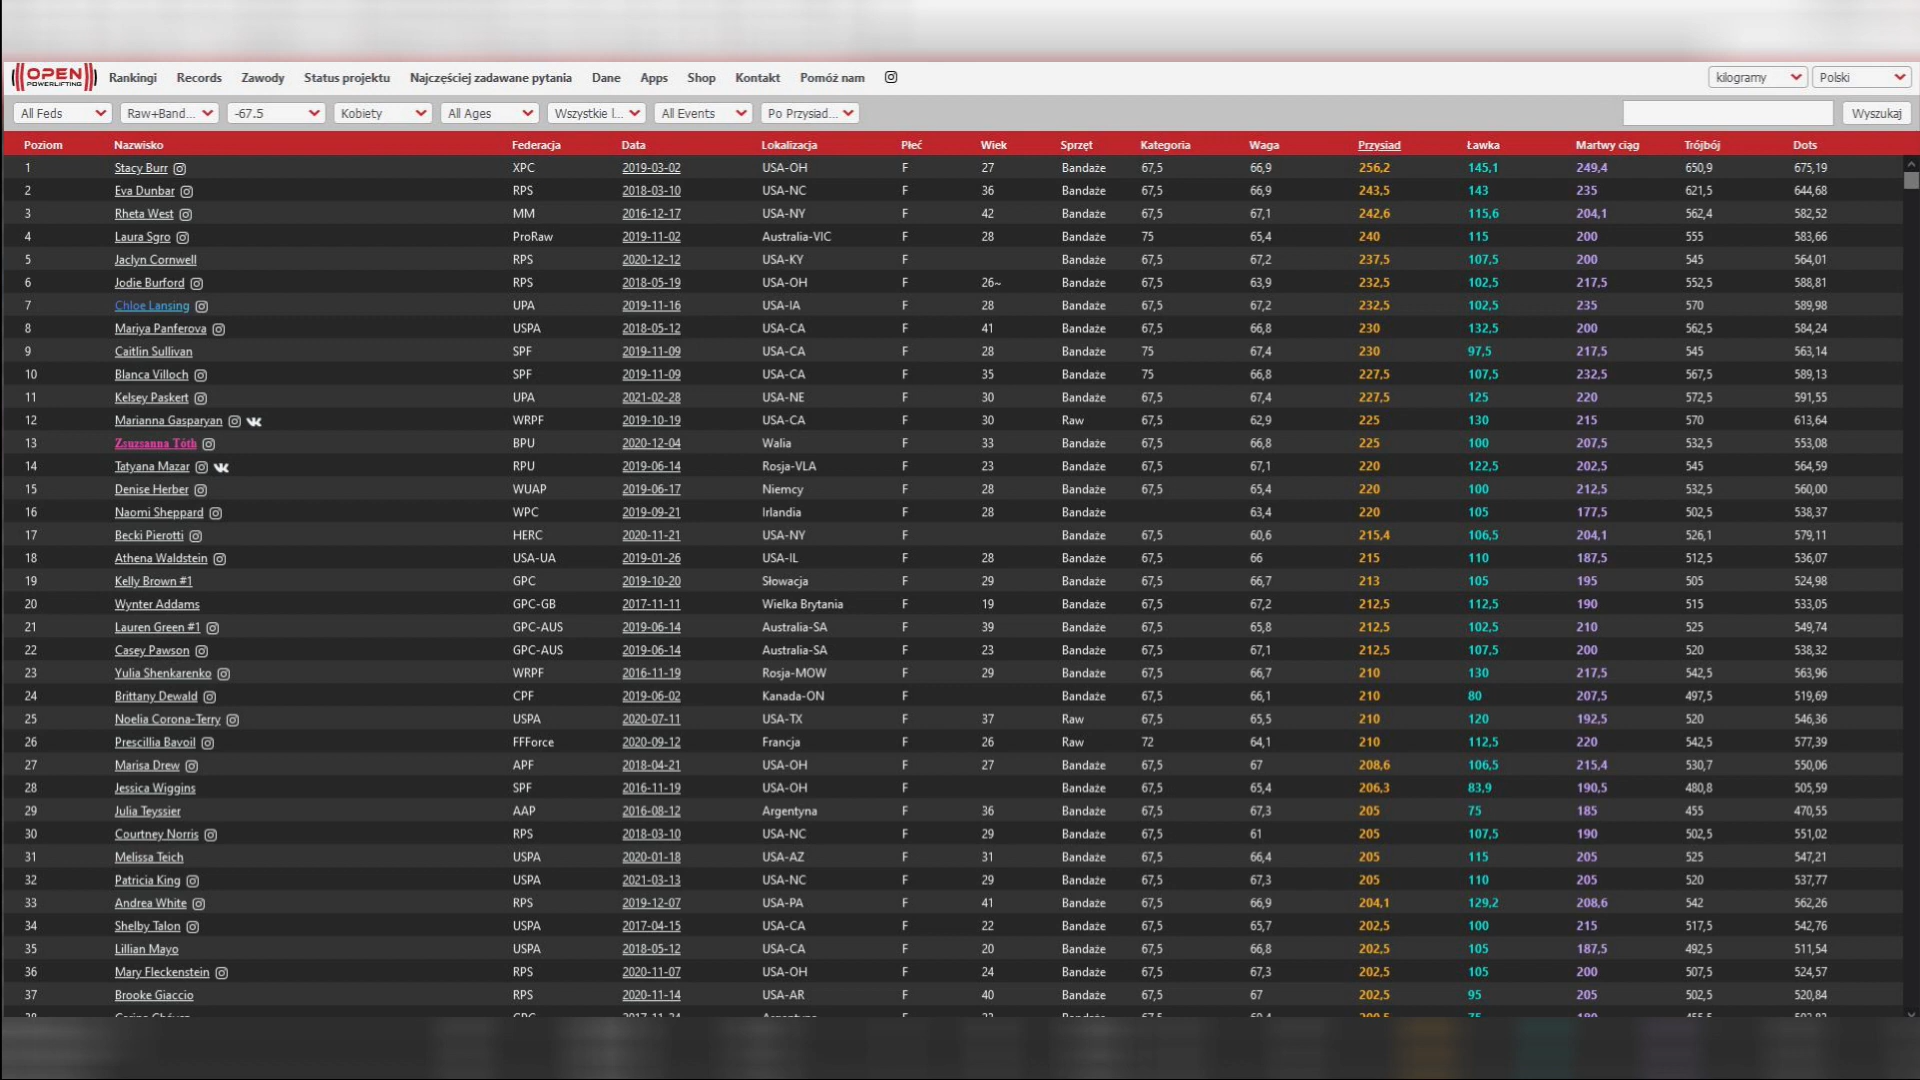 OPEN POWERLIFTING Rankingi Records Zawody Status projektu Najczęściej zadawane pytania Dane Apps Shop Kontakt Pomóż nam kilogramy Polski
All Feds Raw+Band... -67.5 Kobiety All Ages Wszystkie l... All Events Po Przysiad... Wyszukaj
Poziom Nazwisko Federacja Data Lokalizacja Płeć Wiek Sprzęt Kategoria Waga Przysiad Ławka Martwy ciąg Trójbój Dots
1 Stacy Burr XPC 2019-03-02 USA-OH F 27 Bandaże 67,5 66,9 256,2 145,1 249,4 650,9 675,19
2 Eva Dunbar RPS 2018-03-10 USA-NC F 36 Bandaże 67,5 66,9 243,5 143 235 621,5 644,68
3 Rheta West MM 2016-12-17 USA-NY F 42 Bandaże 67,5 67,1 242,6 115,6 204,1 562,4 582,52
4 Laura Sgro ProRaw 2019-11-02 Australia-VIC F 28 Bandaże 75 65,4 240 115 200 555 583,66
5 Jaclyn Cornwell RPS 2020-12-12 USA-KY F Bandaże 67,5 67,2 237,5 107,5 200 545 564,01
6 Jodie Burford RPS 2018-05-19 USA-OH F 26~ Bandaże 67,5 63,9 232,5 102,5 217,5 552,5 588,81
7 Chloe Lansing UPA 2019-11-16 USA-IA F 28 Bandaże 67,5 67,2 232,5 102,5 235 570 589,98
8 Mariya Panferova USPA 2018-05-12 USA-CA F 41 Bandaże 67,5 66,8 230 132,5 200 562,5 584,24
9 Caitlin Sullivan SPF 2019-11-09 USA-CA F 28 Bandaże 75 67,4 230 97,5 217,5 545 563,14
10 Blanca Villoch SPF 2019-11-09 USA-CA F 35 Bandaże 75 66,8 227,5 107,5 232,5 567,5 589,13
11 Kelsey Paskert UPA 2021-02-28 USA-NE F 30 Bandaże 67,5 67,4 227,5 125 220 572,5 591,55
12 Marianna Gasparyan WRPF 2019-10-19 USA-CA F 30 Raw 67,5 62,9 225 130 215 570 613,64
13 Zsuzsanna Tóth BPU 2020-12-04 Walia F 33 Bandaże 67,5 66,8 225 100 207,5 532,5 553,08
14 Tatyana Mazar RPU 2019-06-14 Rosja-VLA F 23 Bandaże 67,5 67,1 220 122,5 202,5 545 564,59
15 Denise Herber WUAP 2019-06-17 Niemcy F 28 Bandaże 67,5 65,4 220 100 212,5 532,5 560,00
16 Naomi Sheppard WPC 2019-09-21 Irlandia F 28 Bandaże 63,4 220 105 177,5 502,5 538,37
17 Becki Pierotti HERC 2020-11-21 USA-NY F Bandaże 67,5 60,6 215,4 106,5 204,1 526,1 579,11
18 Athena Waldstein USA-UA 2019-01-26 USA-IL F 28 Bandaże 67,5 66 215 110 187,5 512,5 536,07
19 Kelly Brown #1 GPC 2019-10-20 Słowacja F 29 Bandaże 67,5 66,7 213 105 195 505 524,98
20 Wynter Addams GPC-GB 2017-11-11 Wielka Brytania F 19 Bandaże 67,5 67,2 212,5 112,5 190 515 533,05
21 Lauren Green #1 GPC-AUS 2019-06-14 Australia-SA F 39 Bandaże 67,5 65,8 212,5 102,5 210 525 549,74
22 Casey Pawson GPC-AUS 2019-06-14 Australia-SA F 23 Bandaże 67,5 67,1 212,5 107,5 200 520 538,32
23 Yulia Shenkarenko WRPF 2016-11-19 Rosja-MOW F 29 Bandaże 67,5 66,7 210 130 217,5 542,5 563,96
24 Brittany Dewald CPF 2019-06-02 Kanada-ON F Bandaże 67,5 66,1 210 80 207,5 497,5 519,69
25 Noelia Corona-Terry USPA 2020-07-11 USA-TX F 37 Raw 67,5 65,5 210 120 192,5 520 546,36
26 Prescillia Bavoil FFForce 2020-09-12 Francja F 26 Raw 72 64,1 210 112,5 220 542,5 577,39
27 Marisa Drew APF 2018-04-21 USA-OH F 27 Bandaże 67,5 67 208,6 106,5 215,4 530,7 550,06
28 Jessica Wiggins SPF 2016-11-19 USA-OH F Bandaże 67,5 65,4 206,3 83,9 190,5 480,8 505,59
29 Julia Teyssier AAP 2016-08-12 Argentyna F 36 Bandaże 67,5 67,3 205 75 185 455 470,55
30 Courtney Norris RPS 2018-03-10 USA-NC F 29 Bandaże 67,5 61 205 107,5 190 502,5 551,02
31 Melissa Teich USPA 2020-01-18 USA-AZ F 31 Bandaże 67,5 66,4 205 115 205 525 547,21
32 Patricia King USPA 2021-03-13 USA-NC F 29 Bandaże 67,5 67,3 205 110 205 520 537,77
33 Andrea White RPS 2019-12-07 USA-PA F 41 Bandaże 67,5 66,9 204,1 129,2 208,6 542 562,26
34 Shelby Talon USPA 2017-04-15 USA-CA F 22 Bandaże 67,5 65,7 202,5 100 215 517,5 542,76
35 Lillian Mayo USPA 2018-05-12 USA-CA F 20 Bandaże 67,5 66,8 202,5 105 187,5 492,5 511,54
36 Mary Fleckenstein RPS 2020-11-07 USA-OH F 24 Bandaże 67,5 67,3 202,5 105 200 507,5 524,57
37 Brooke Giaccio RPS 2020-11-14 USA-AR F 40 Bandaże 67,5 67 202,5 95 205 502,5 520,84